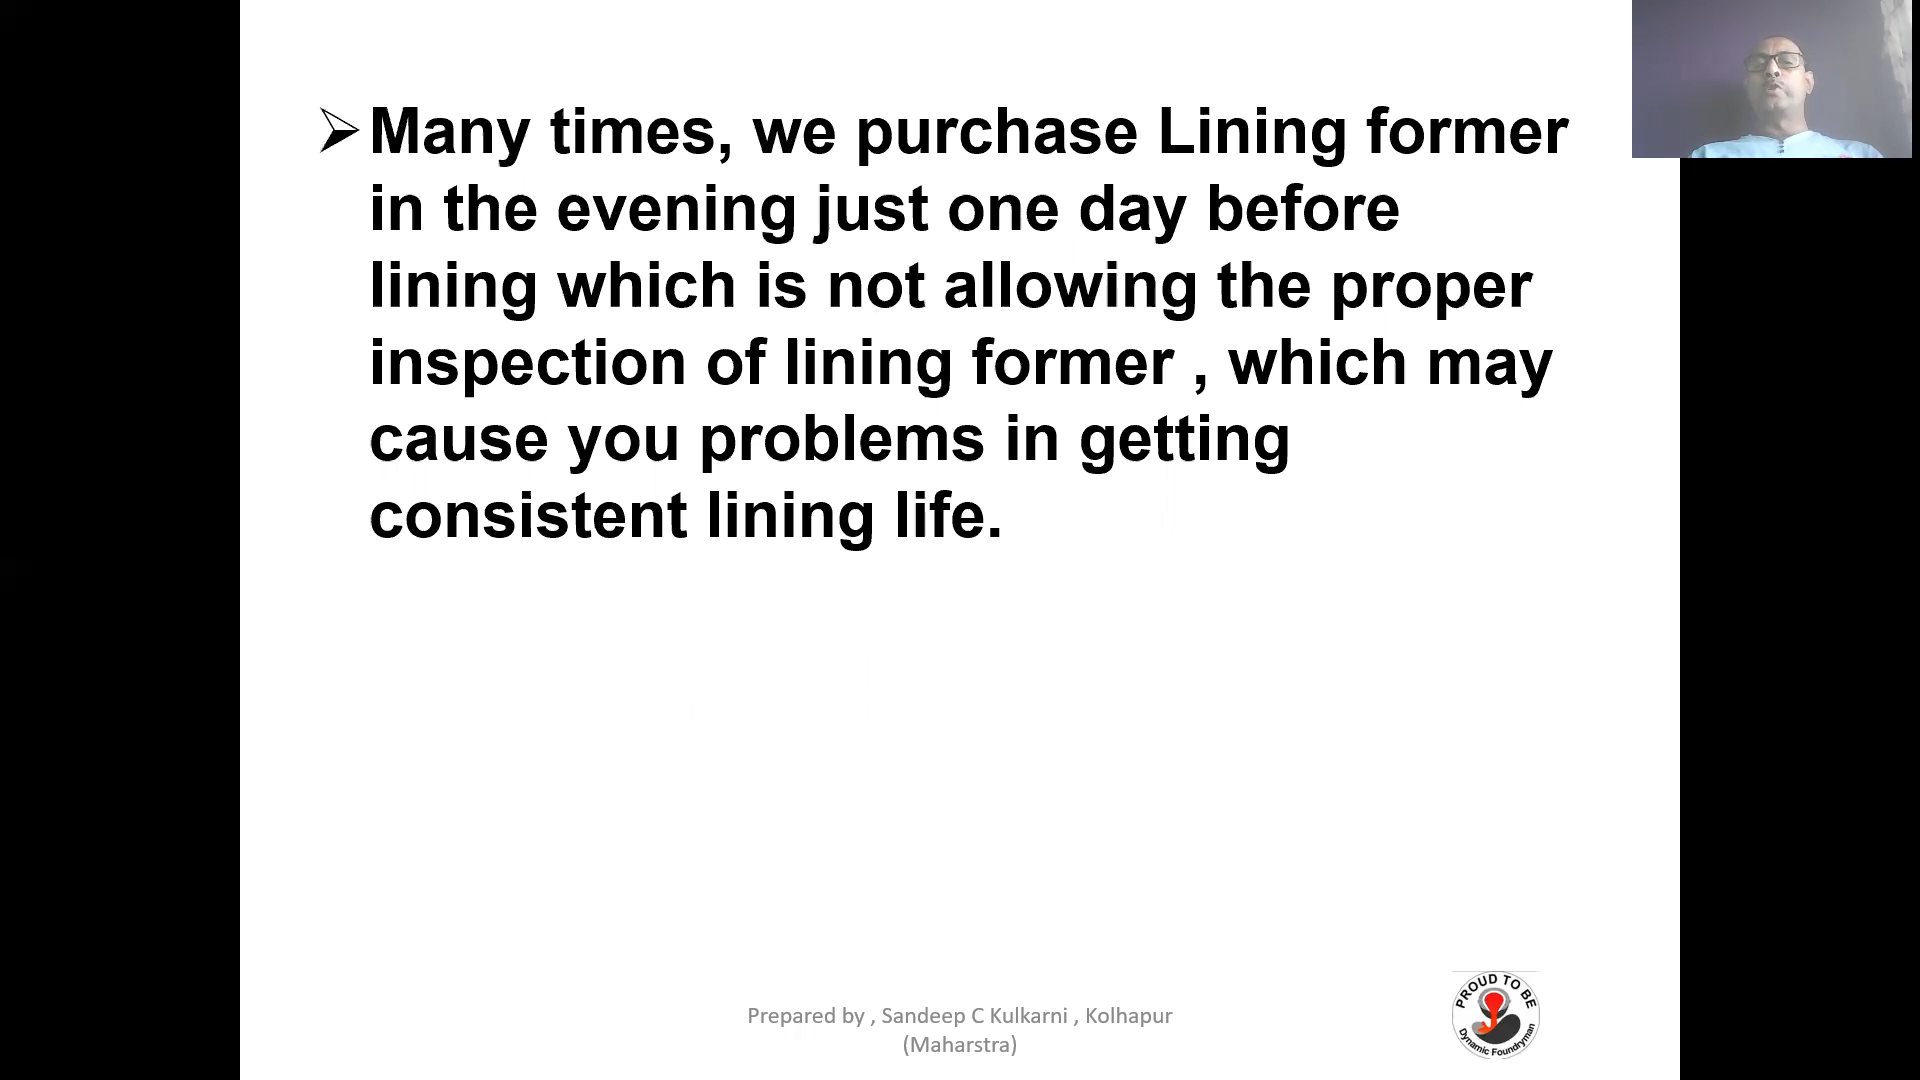 Many times, we purchase Lining former
in the evening just one day before
lining which is not allowing the proper
inspection of lining former , which may
cause you problems in getting
consistent lining life.
Prepared by , Sandeep C Kulkarni , Kolhapur
(Maharstra)
PROUD TO BE
Dynamic Foundryman